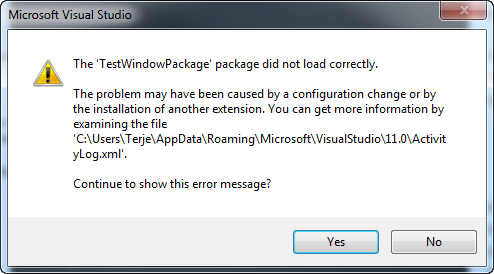 Microsoft Visual Studio
The 'TestWindowPackage' package did not load correctly.
The problem may have been caused by a configuration change or by
the installation of another extension. You can get more information by
examining the file
'C:\Users\Terje\AppData\Roaming\Microsoft\VisualStudio\11.0\Activit
yLog.xml'.
Continue to show this error message?
Yes
No